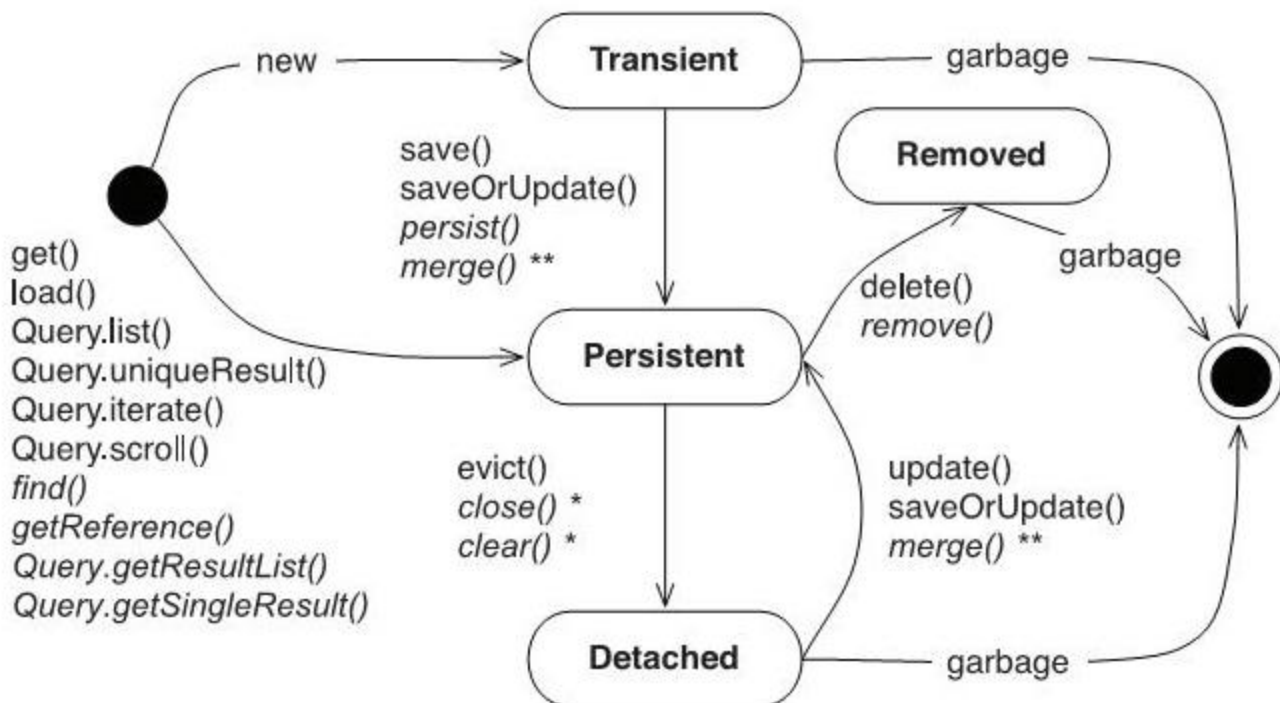 new
Transient
garbage
Removed
save()
saveOrUpdate()
persist()
merge() **
garbage
get()
load()
Query.list()
Query.uniqueResult()
Query.iterate()
Query.scroll()
find()
getReference()
Query.getResultList()
Query.getSingleResult()
delete()
remove()
Persistent
evict()
close() *
clear() *
update()
saveOrUpdate()
merge() **
Detached
garbage